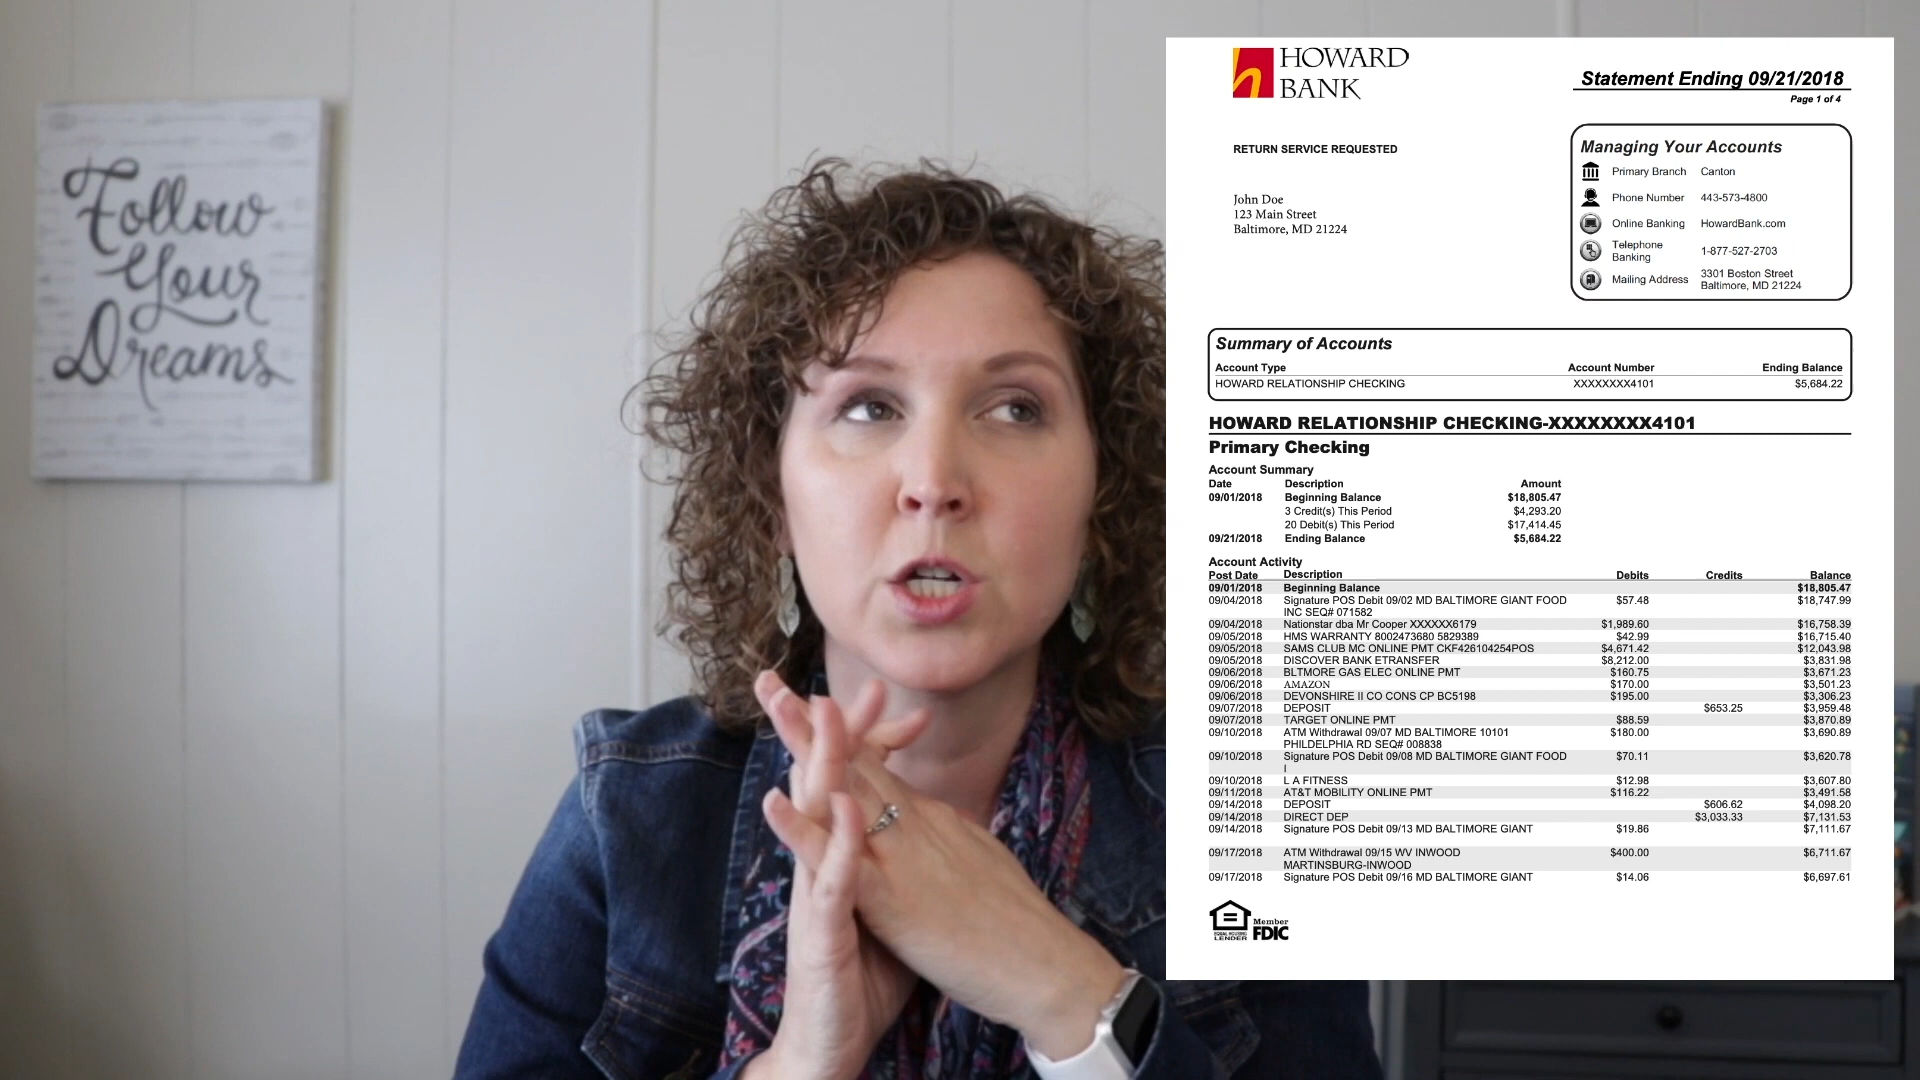 Follow
Your
Dreams
HOWARD
BANK
Statement Ending 09/21/2018
Page 1 of 4
RETURN SERVICE REQUESTED
John Doe
123 Main Street
Baltimore, MD 21224
Managing Your Accounts
Primary Branch Canton
Phone Number 443-573-4800
Online Banking HowardBank.com
Telephone Banking 1-877-527-2703
Mailing Address 3301 Boston Street
Baltimore, MD 21224
Summary of Accounts
Account Type Account Number Ending Balance
HOWARD RELATIONSHIP CHECKING XXXXXXXX4101 $5,684.22
HOWARD RELATIONSHIP CHECKING-XXXXXXXX4101
Primary Checking
Account Summary
Date Description Amount
09/01/2018 Beginning Balance $18,805.47
3 Credit(s) This Period $4,293.20
20 Debit(s) This Period $17,414.45
09/21/2018 Ending Balance $5,684.22
Account Activity
Post Date Description Debits Credits Balance
09/01/2018 Beginning Balance $18,805.47
09/04/2018 Signature POS Debit 09/02 MD BALTIMORE GIANT FOOD $57.48 $18,747.99
INC SEQ# 071582
09/04/2018 Nationstar dba Mr Cooper XXXXXX6179 $1,989.60 $16,758.39
09/05/2018 HMS WARRANTY 8002473680 5829389 $42.99 $16,715.40
09/05/2018 SAMS CLUB MC ONLINE PMT CKF426104254POS $4,671.42 $12,043.98
09/05/2018 DISCOVER BANK ETRANSFER $8,212.00 $3,831.98
09/06/2018 BLTMORE GAS ELEC ONLINE PMT $160.75 $3,671.23
09/06/2018 AMAZON $170.00 $3,501.23
09/06/2018 DEVONSHIRE II CO CONS CP BC5198 $195.00 $3,306.23
09/07/2018 DEPOSIT $653.25 $3,959.48
09/07/2018 TARGET ONLINE PMT $88.59 $3,870.89
09/10/2018 ATM Withdrawal 09/07 MD BALTIMORE 10101 $180.00 $3,690.89
PHILDELPHIA RD SEQ# 008838
09/10/2018 Signature POS Debit 09/08 MD BALTIMORE GIANT FOOD $70.11 $3,620.78
I
09/10/2018 L A FITNESS $12.98 $3,607.80
09/11/2018 AT&T MOBILITY ONLINE PMT $116.22 $3,491.58
09/14/2018 DEPOSIT $606.62 $4,098.20
09/14/2018 DIRECT DEP $3,033.33 $7,131.53
09/14/2018 Signature POS Debit 09/13 MD BALTIMORE GIANT $19.86 $7,111.67
09/17/2018 ATM Withdrawal 09/15 WV INWOOD $400.00 $6,711.67
MARTINSBURG-INWOOD
09/17/2018 Signature POS Debit 09/16 MD BALTIMORE GIANT $14.06 $6,697.61
EQUAL HOUSING
LENDER
Member
FDIC